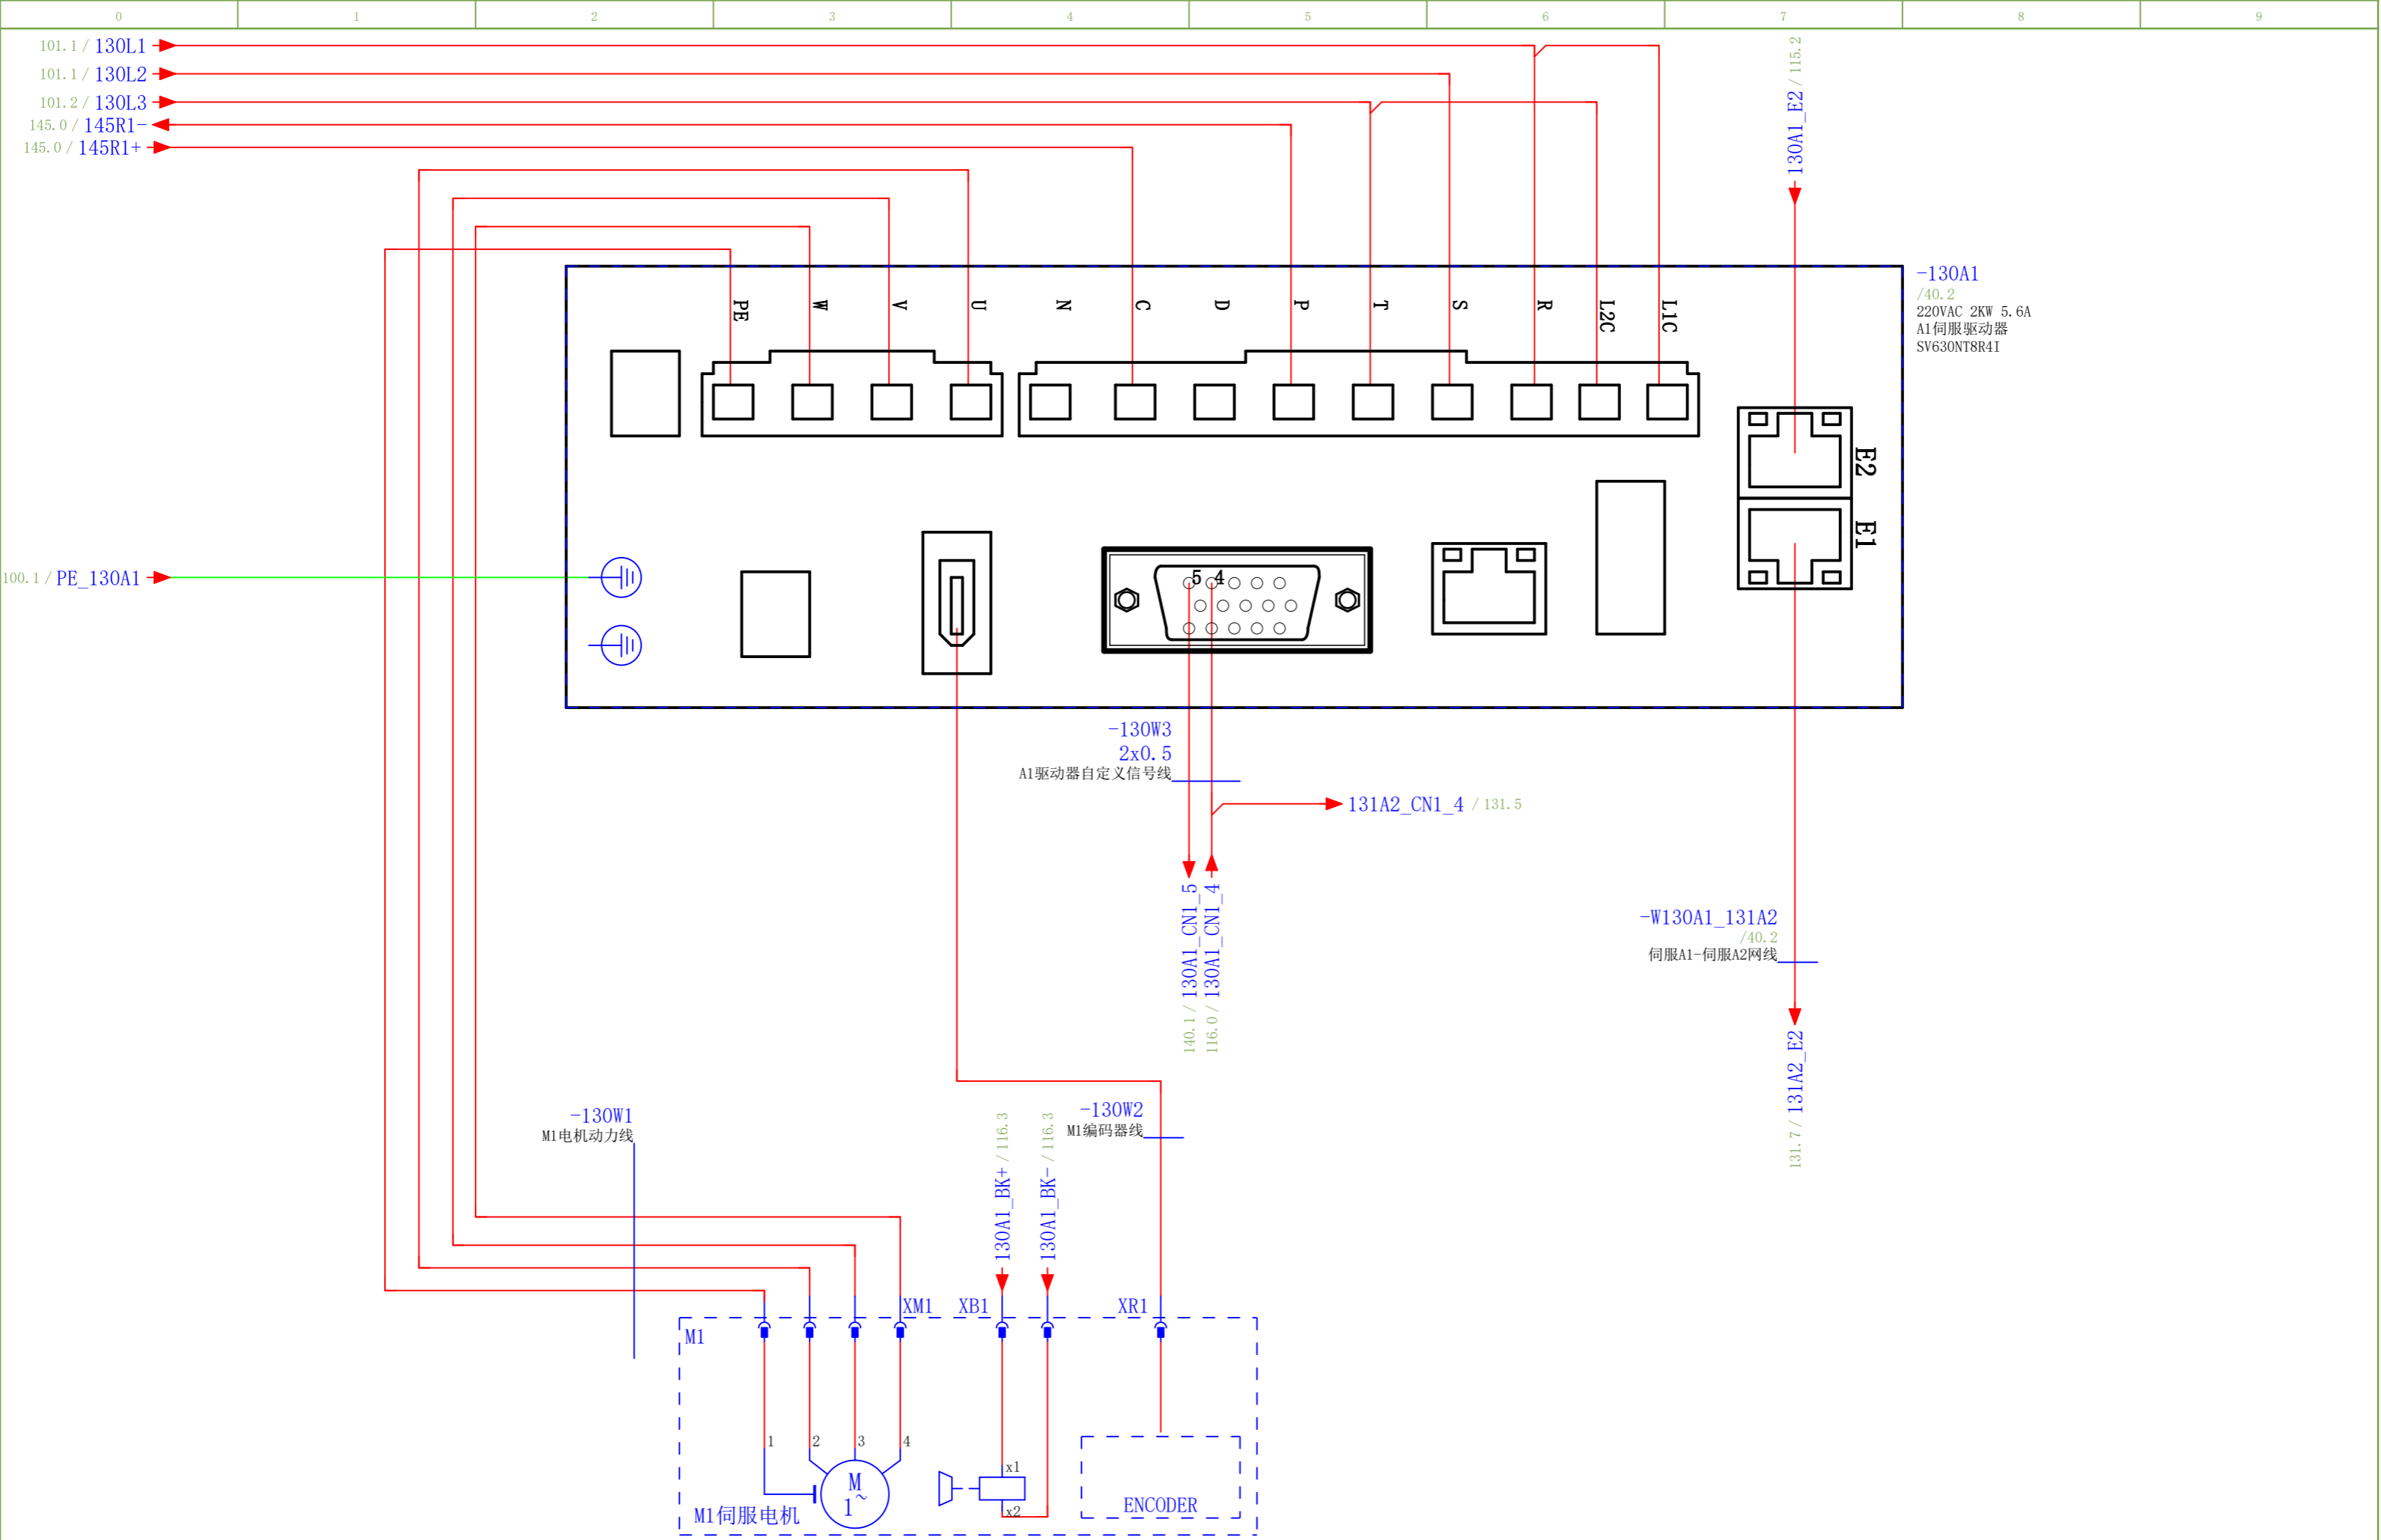 0 1 2 3 4 5 6 7 8 9
101.1 / 130L1
101.1 / 130L2
101.2 / 130L3
145.0 / 145R1-
145.0 / 145R1+
130A1_E2 / 115.2
-130A1
/40.2
220VAC 2KW 5.6A
A1伺服驱动器
SV630NT8R4I
PE W V U N C D P T S R L2C L1C
E2
E1
100.1 / PE_130A1
5 4
-130W3
2x0.5
A1驱动器自定义信号线
131A2_CN1_4 / 131.5
140.1 / 130A1_CN1_5
116.0 / 130A1_CN1_4
-W130A1_131A2
/40.2
伺服A1-伺服A2网线
131.7 / 131A2_E2
-130W1
M1电机动力线
130A1_BK+ / 116.3
130A1_BK- / 116.3
-130W2
M1编码器线
XM1 XB1 XR1
M1
1 2 3 4
M
1~
x1
x2
ENCODER
M1伺服电机